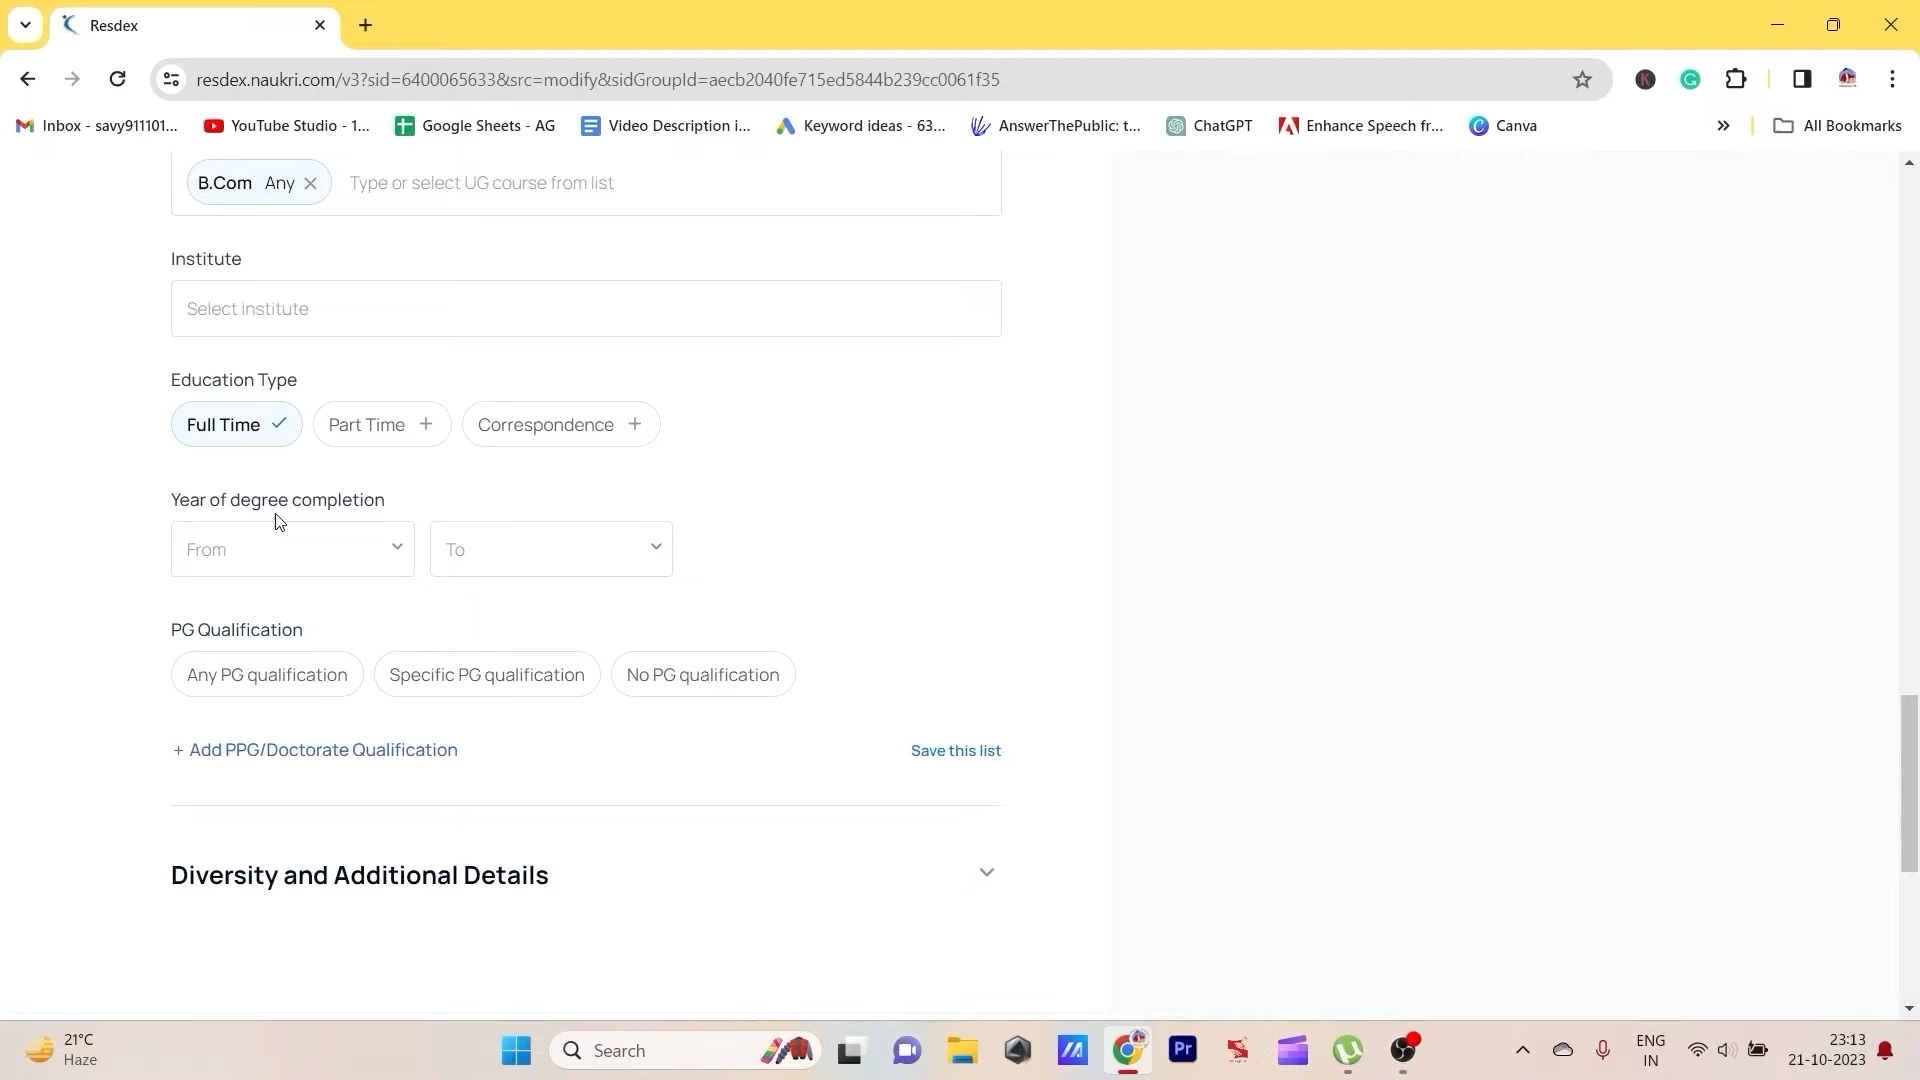 Resdex
resdex.naukri.com/v3?sid=6400065633&src=modify&sidGroupId=aecb2040fe715ed5844b239cc0061f35
Inbox - savy911101... YouTube Studio - 1... Google Sheets - AG Video Description i... Keyword ideas - 63... AnswerThePublic: t... ChatGPT Enhance Speech fr... Canva All Bookmarks
B.Com Any Type or select UG course from list
Institute
Select institute
Education Type
Full Time Part Time Correspondence
Year of degree completion
From To
PG Qualification
Any PG qualification Specific PG qualification No PG qualification
+ Add PPG/Doctorate Qualification Save this list
Diversity and Additional Details
21°C
Haze
Search
Pr
ENG
IN
23:13
21-10-2023